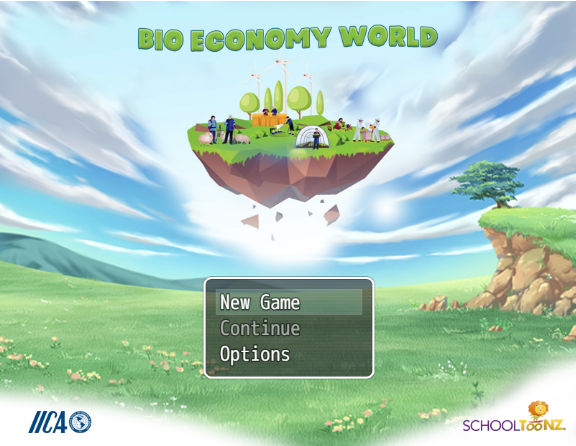 BIO ECONOMY WORLD
New Game
Continue
Options
IICA
SCHOOLTOONZ